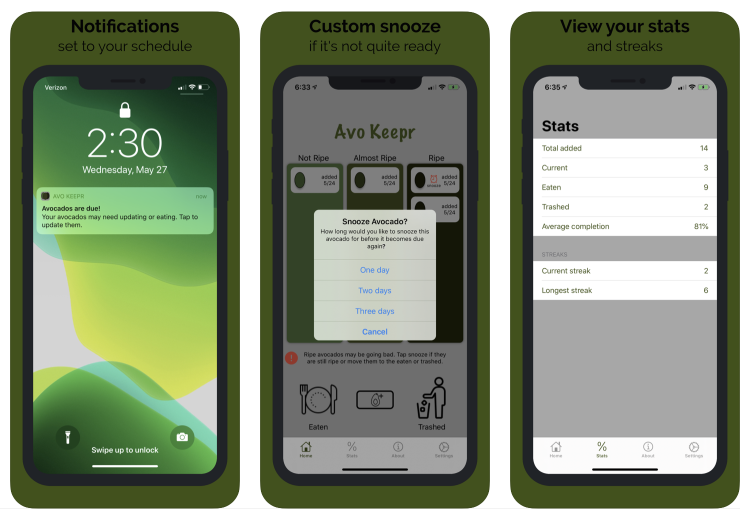 Notifications
set to your schedule
Verizon
2:30
Wednesday, May 27
AVO KEEPR
now
Avocados are due!
Your avocados may need updating or eating. Tap to
update them.
Swipe up to unlock
Custom snooze
if it's not quite ready
6:33
Avo Keepr
Not Ripe
Almost Ripe
Ripe
added
5/24
added
5/24
SNOOZE
added
5/24
added
5/24
Snooze Avocado?
How long would you like to snooze this
avocado for before it becomes due
again?
One day
Two days
Three days
Cancel
! Ripe avocados may be going bad. Tap snooze if they
are still ripe or move them to the eaten or trashed.
Eaten
Trashed
Home
Stats
About
Settings
View your stats
and streaks
6:35
Stats
Total added 14
Current 3
Eaten 9
Trashed 2
Average completion 81%
STREAKS
Current streak 2
Longest streak 6
Home
Stats
About
Settings